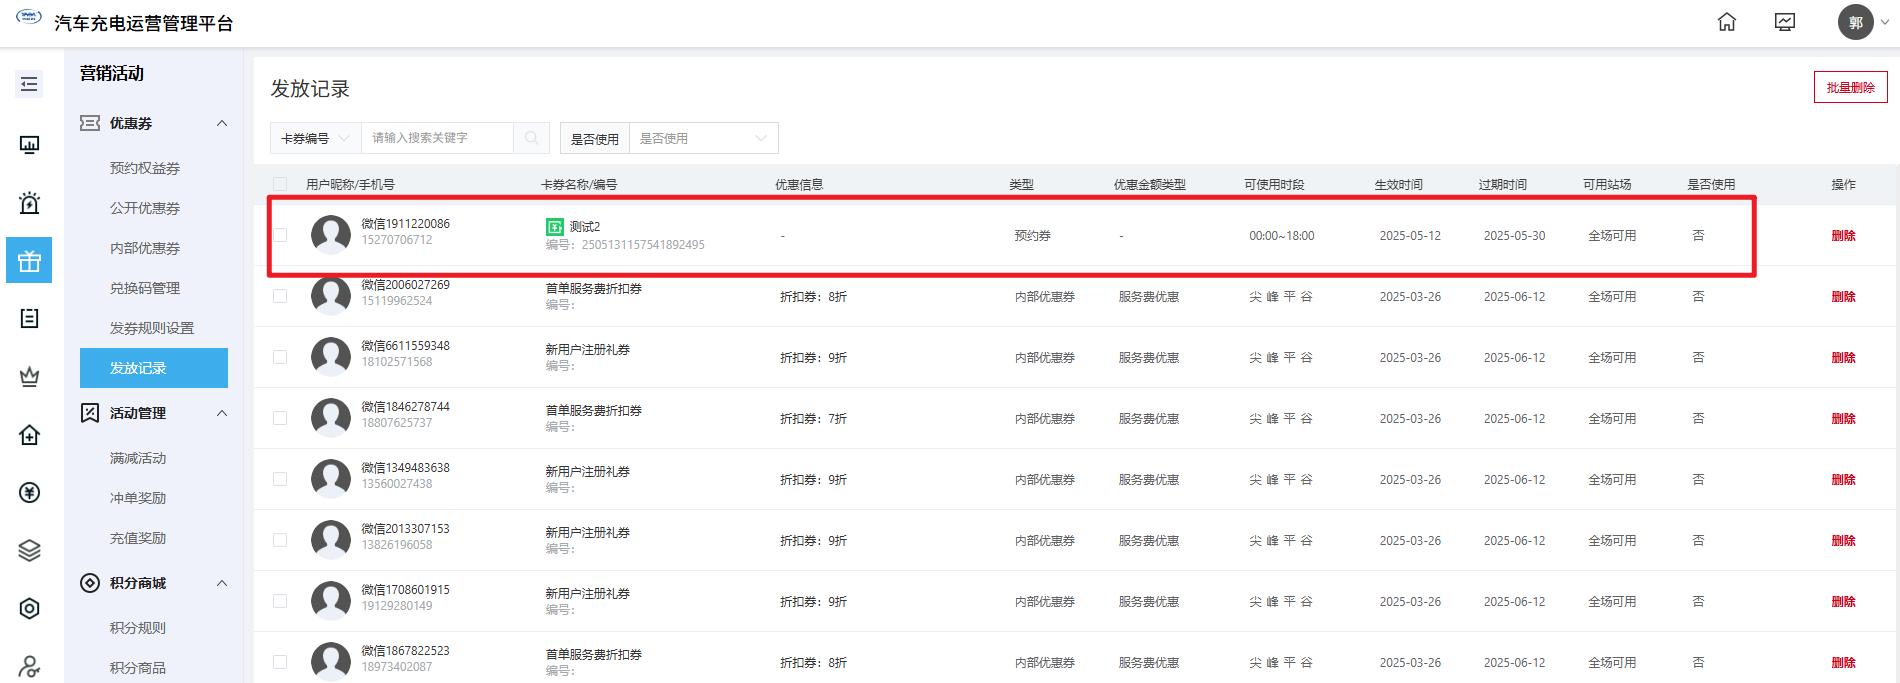 汽车充电运营管理平台
郭
营销活动
优惠券
预约权益券
公开优惠券
内部优惠券
兑换码管理
发券规则设置
发放记录
活动管理
满减活动
冲单奖励
充值奖励
积分商城
积分规则
积分商品
发放记录
批量删除
卡券编号 请输入搜索关键字 是否使用 是否使用
用户昵称/手机号 卡券名称/编号 优惠信息 类型 优惠金额类型 可使用时段 生效时间 过期时间 可用站场 是否使用 操作
微信1911220086 测试2
15270706712 编号：2505131157541892495 - 预约券 - 00:00~18:00 2025-05-12 2025-05-30 全场可用 否 删除
微信2006027269 首单服务费折扣券
15119962524 编号： 折扣券：8折 内部优惠券 服务费优惠 尖 峰 平 谷 2025-03-26 2025-06-12 全场可用 否 删除
微信6611559348 新用户注册礼券
18102571568 编号： 折扣券：9折 内部优惠券 服务费优惠 尖 峰 平 谷 2025-03-26 2025-06-12 全场可用 否 删除
微信1846278744 首单服务费折扣券
18807625737 编号： 折扣券：7折 内部优惠券 服务费优惠 尖 峰 平 谷 2025-03-26 2025-06-12 全场可用 否 删除
微信1349483638 新用户注册礼券
13560027438 编号： 折扣券：9折 内部优惠券 服务费优惠 尖 峰 平 谷 2025-03-26 2025-06-12 全场可用 否 删除
微信2013307153 新用户注册礼券
13826196058 编号： 折扣券：9折 内部优惠券 服务费优惠 尖 峰 平 谷 2025-03-26 2025-06-12 全场可用 否 删除
微信1708601915 新用户注册礼券
19129280149 编号： 折扣券：9折 内部优惠券 服务费优惠 尖 峰 平 谷 2025-03-26 2025-06-12 全场可用 否 删除
微信1867822523 首单服务费折扣券
18973402087 编号： 折扣券：8折 内部优惠券 服务费优惠 尖 峰 平 谷 2025-03-26 2025-06-12 全场可用 否 删除